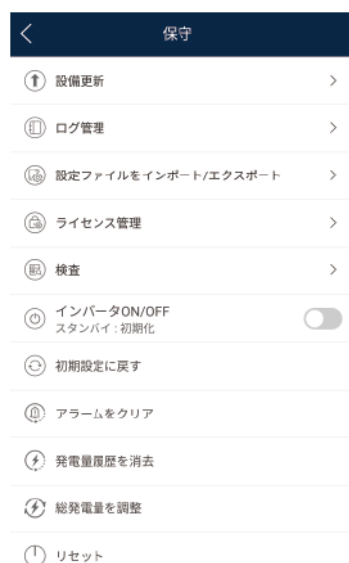 保守
設備更新
ログ管理
設定ファイルをインポート/エクスポート
ライセンス管理
検査
インバータON/OFF
スタンバイ : 初期化
初期設定に戻す
アラームをクリア
発電量履歴を消去
総発電量を調整
リセット